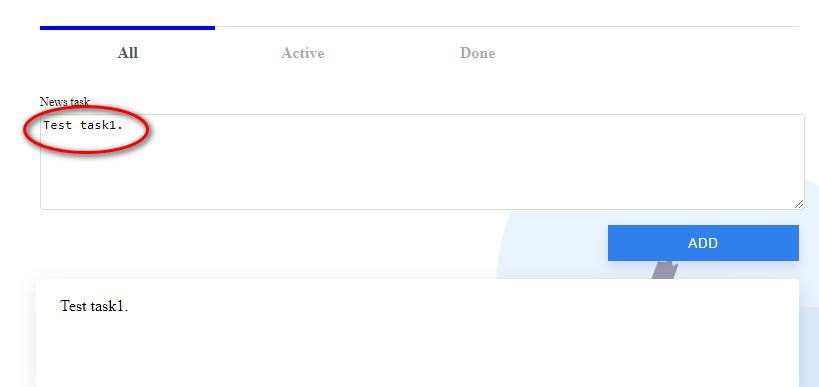 All Active Done
News task
Test task1.
ADD
Test task1.